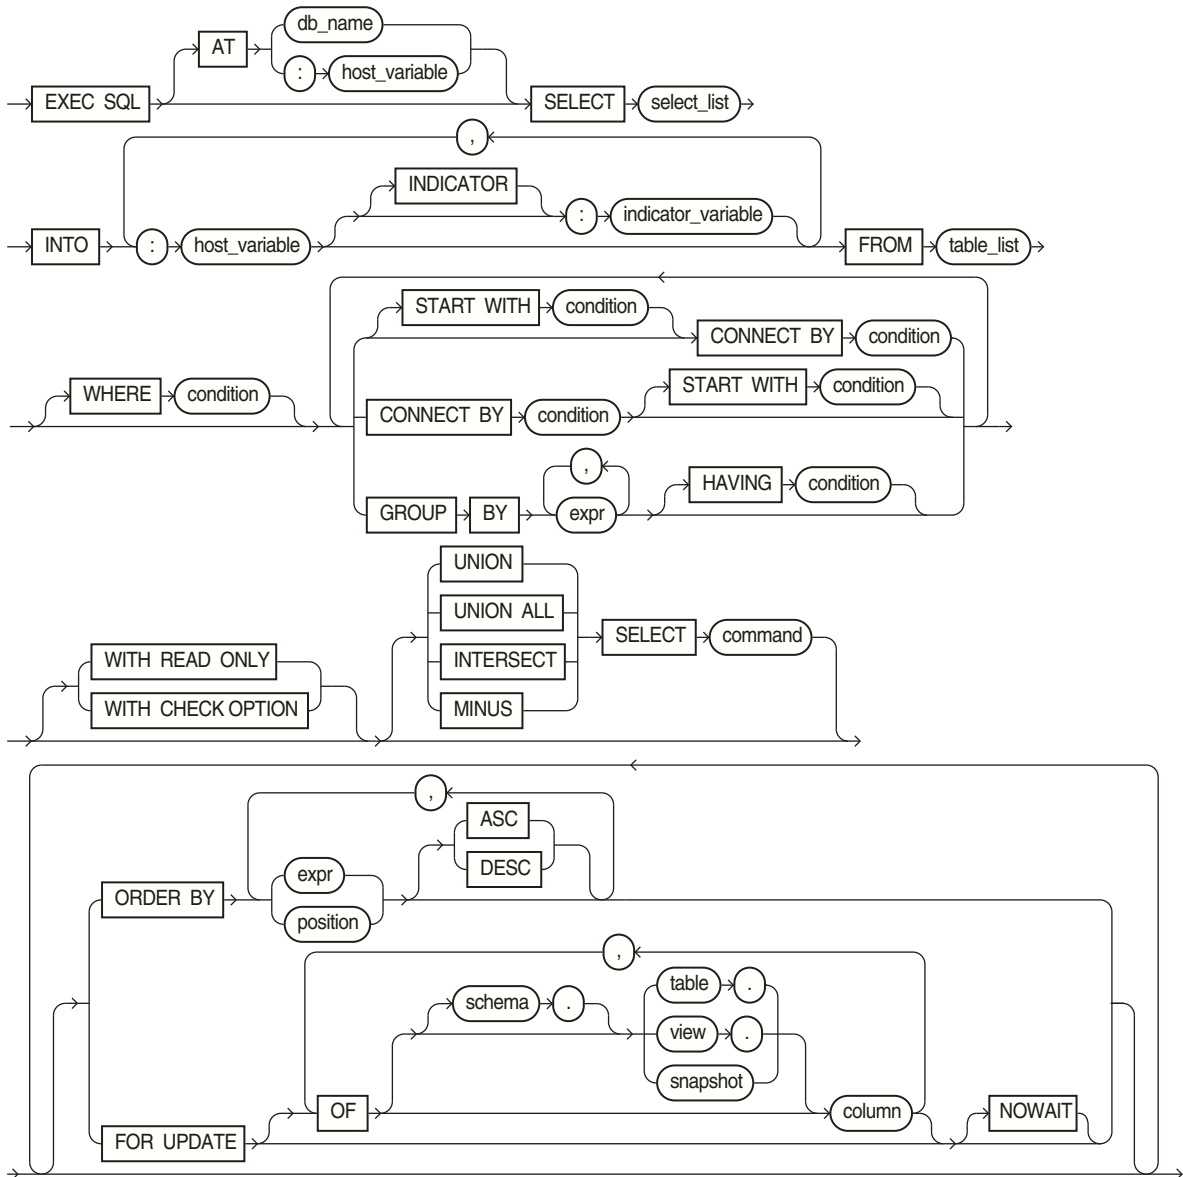 db_name
AT
: host_variable
EXEC SQL SELECT select_list
,
INDICATOR
: indicator_variable
INTO : host_variable FROM table_list
START WITH condition
CONNECT BY condition
START WITH condition
WHERE condition
CONNECT BY condition
,
HAVING condition
GROUP BY expr
UNION
UNION ALL
SELECT command
WITH READ ONLY INTERSECT
WITH CHECK OPTION MINUS
,
ASC
DESC
expr
ORDER BY
position
,
table .
schema .
view .
snapshot
OF column NOWAIT
FOR UPDATE